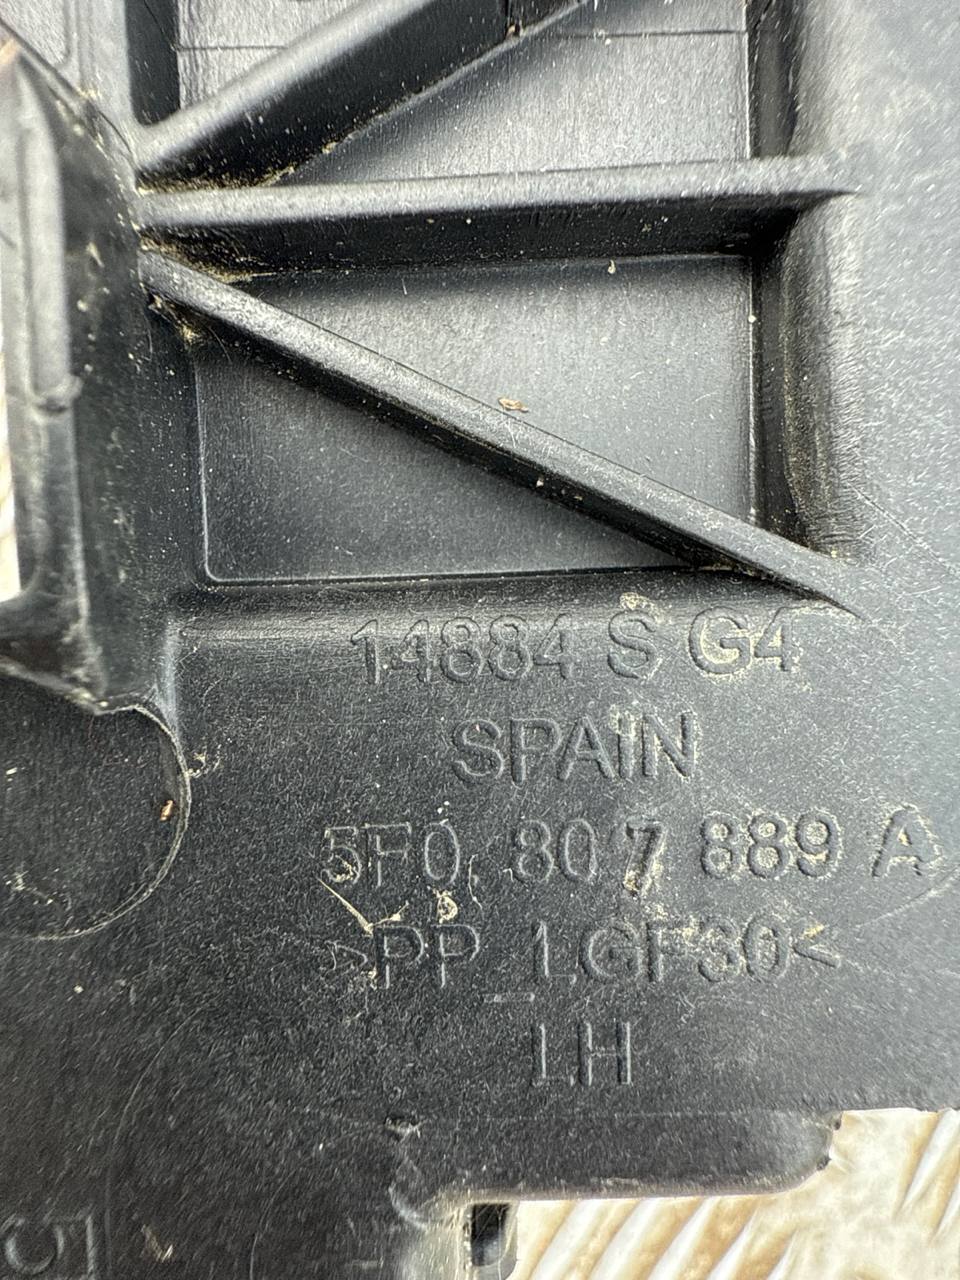 14884 S G4
SPAIN
5F0.807 889 A
>PP_LGF30<
LH